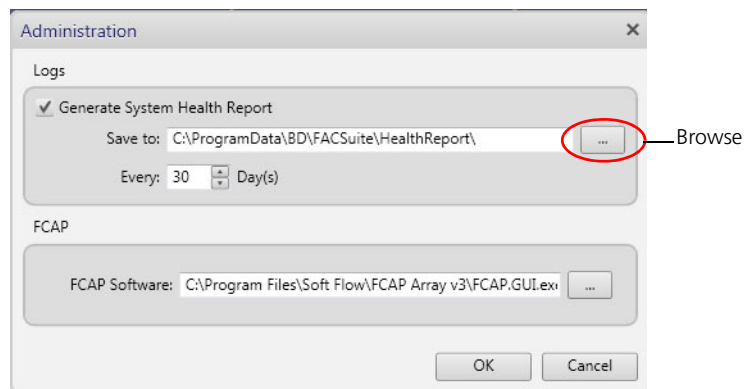 Administration
Logs
Generate System Health Report
Save to: C:\ProgramData\BD\FACSuite\HealthReport\ ... Browse
Every: 30 Day(s)
FCAP
FCAP Software: C:\Program Files\Soft Flow\FCAP Array v3\FCAP.GUI.ex ...
OK Cancel